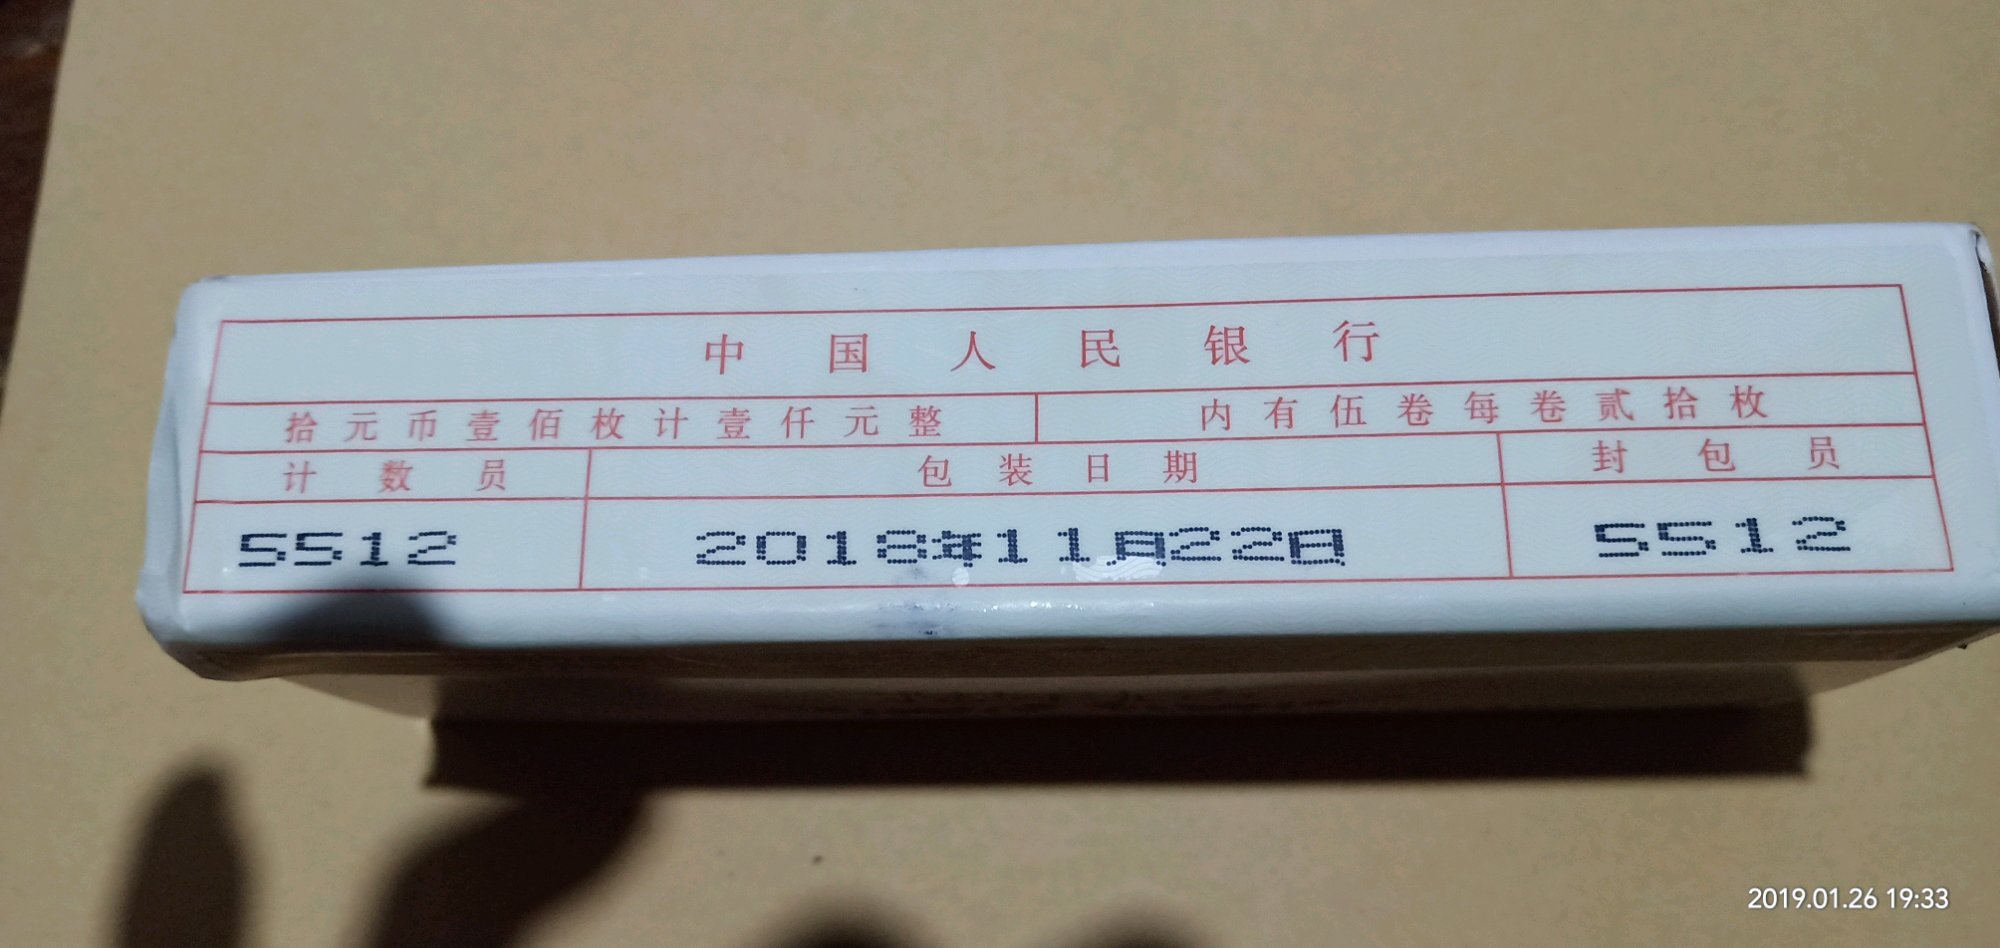 中国人民银行
拾元币壹佰枚计壹仟元整 内有伍卷每卷贰拾枚
计数员 包装日期 封包员
5512 2018年11月22日 5512
2019.01.26 19:33